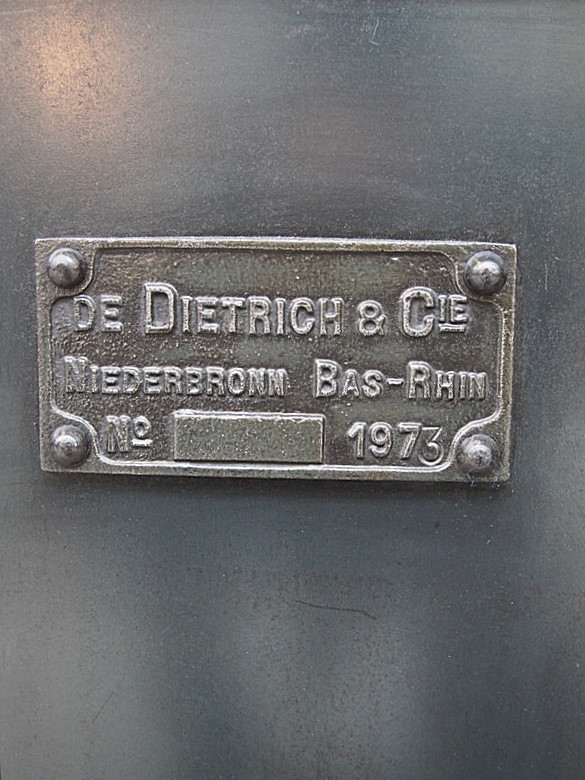 DE DIETRICH & CIE
NIEDERBRONN BAS-RHIN
Nº 1973